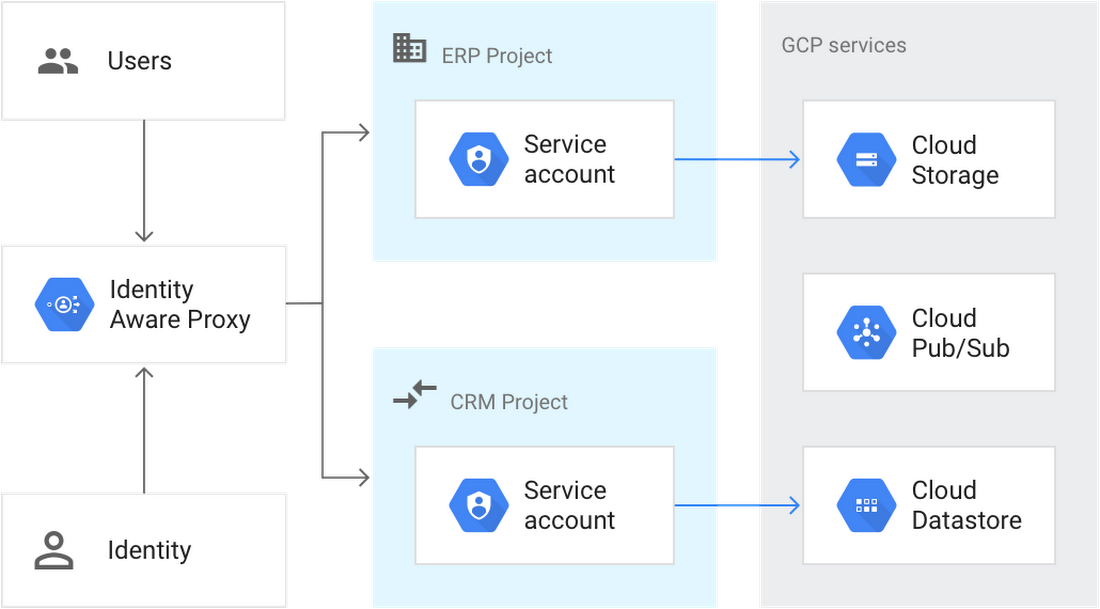 Users
Identity
Aware Proxy
Identity
ERP Project
Service
account
CRM Project
Service
account
GCP services
Cloud
Storage
Cloud
Pub/Sub
Cloud
Datastore